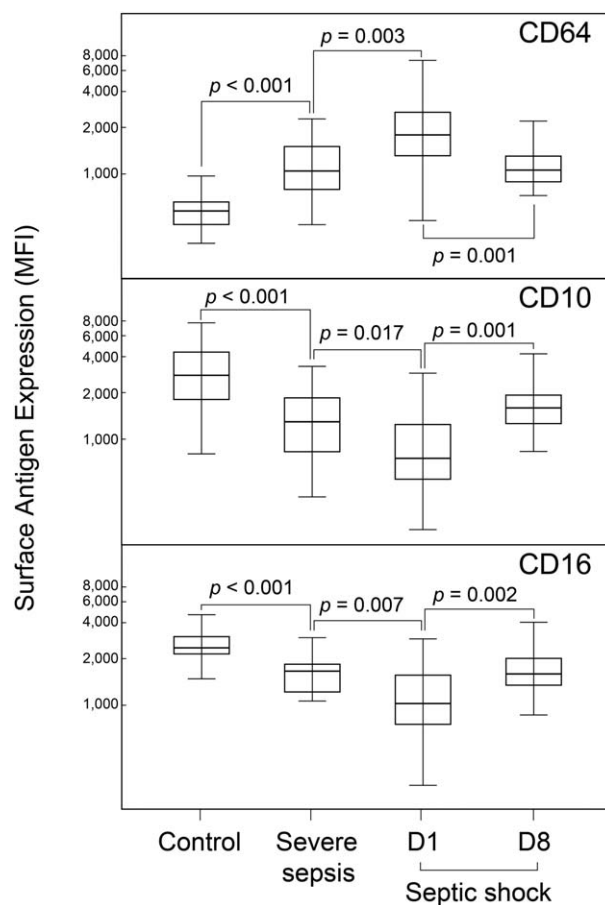 Surface Antigen Expression (MFI)
CD64
p = 0.003
p < 0.001
8,000
6,000
4,000
2,000
1,000
p = 0.001
CD10
p < 0.001
p = 0.017
p = 0.001
8,000
6,000
4,000
2,000
1,000
CD16
p < 0.001
p = 0.007
p = 0.002
8,000
6,000
4,000
2,000
1,000
Control
Severe
sepsis
D1
D8
Septic shock